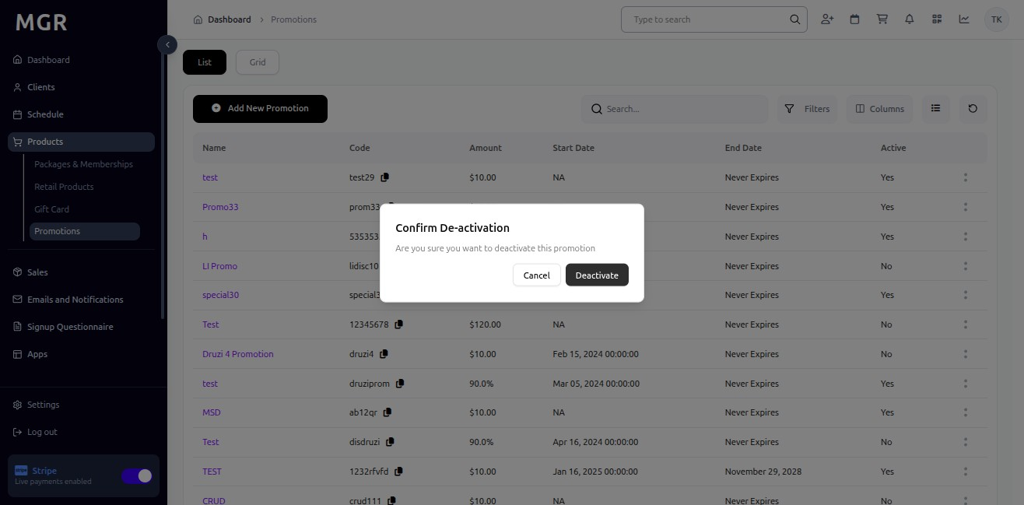 MGR
Dashboard
Clients
Schedule
Products
Packages & Memberships
Retail Products
Gift Card
Promotions
Sales
Emails and Notifications
Signup Questionnaire
Apps
Settings
Log out
Stripe
Live payments enabled
Dashboard > Promotions
Type to search
TK
List Grid
Add New Promotion
Search...
Filters
Columns
Name Code Amount Start Date End Date Active
test test29 $10.00 NA Never Expires Yes
Promo33 prom33 Never Expires Yes
h 535353 Never Expires Yes
LI Promo lidisc10 Never Expires No
special30 special3 Never Expires Yes
Test 12345678 $120.00 NA Never Expires No
Druzi 4 Promotion druzi4 $10.00 Feb 15, 2024 00:00:00 Never Expires No
test druziprom 90.0% Mar 05, 2024 00:00:00 Never Expires Yes
MSD ab12qr $10.00 NA Never Expires Yes
Test disdruzi 90.0% Apr 16, 2024 00:00:00 Never Expires No
TEST 1232rfvfd $10.00 Jan 16, 2025 00:00:00 November 29, 2028 Yes
CRUD crud111 $10.00 NA Never Expires Yes
Confirm De-activation
Are you sure you want to deactivate this promotion
Cancel Deactivate